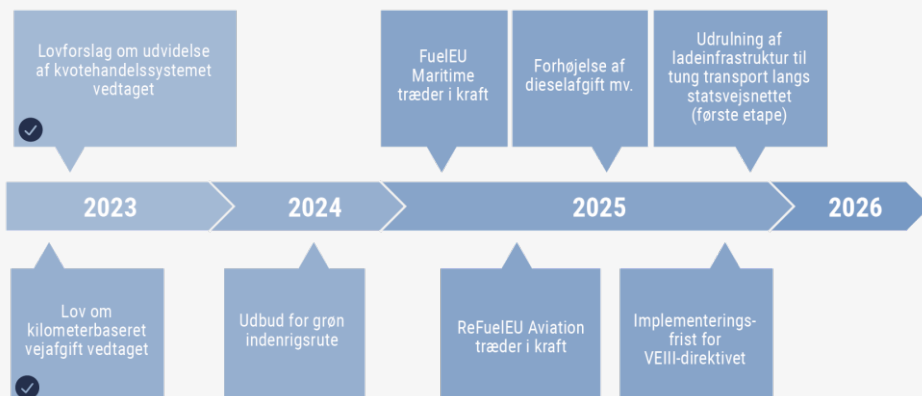 Lovforslag om udvidelse
af kvotehandelssystemet
vedtaget
FuelEU
Maritime
træder i kraft
Forhøjelse af
dieselafgift mv.
Udrulning af
ladeinfrastruktur til
tung transport langs
statsvejsnettet
(første etape)
2023
2024
2025
2026
Lov om
kilometerbaseret
vejafgift vedtaget
Udbud for grøn
indenrigsrute
ReFuelEU Aviation
træder i kraft
Implementerings-
frist for
VEIII-direktivet